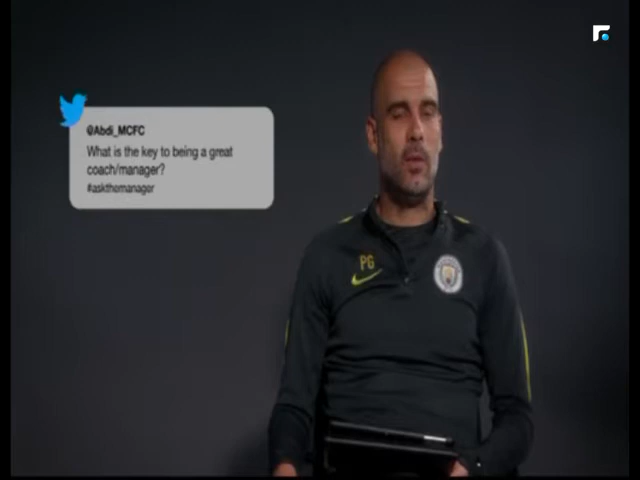 @Abdi_MCFC
What is the key to being a great
coach/manager?
#askthemanager
PG